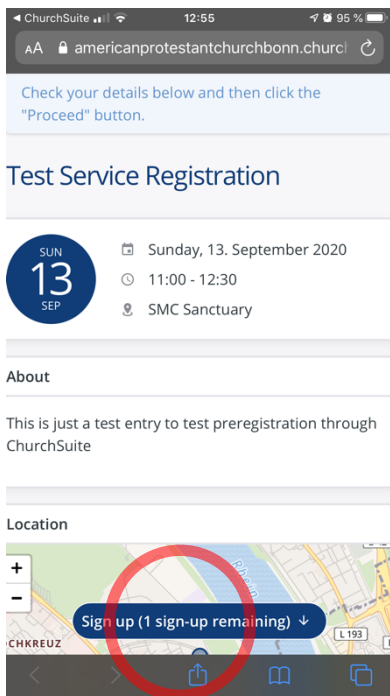 ChurchSuite 12:55 95 %
AA americanprotestantchurchbonn.churcl
Check your details below and then click the
"Proceed" button.
Test Service Registration
SUN
13
SEP
Sunday, 13. September 2020
11:00 - 12:30
SMC Sanctuary
About
This is just a test entry to test preregistration through
ChurchSuite
Location
+
Rhein
−
Sign up (1 sign-up remaining) ↓
L 193
CHKREUZ